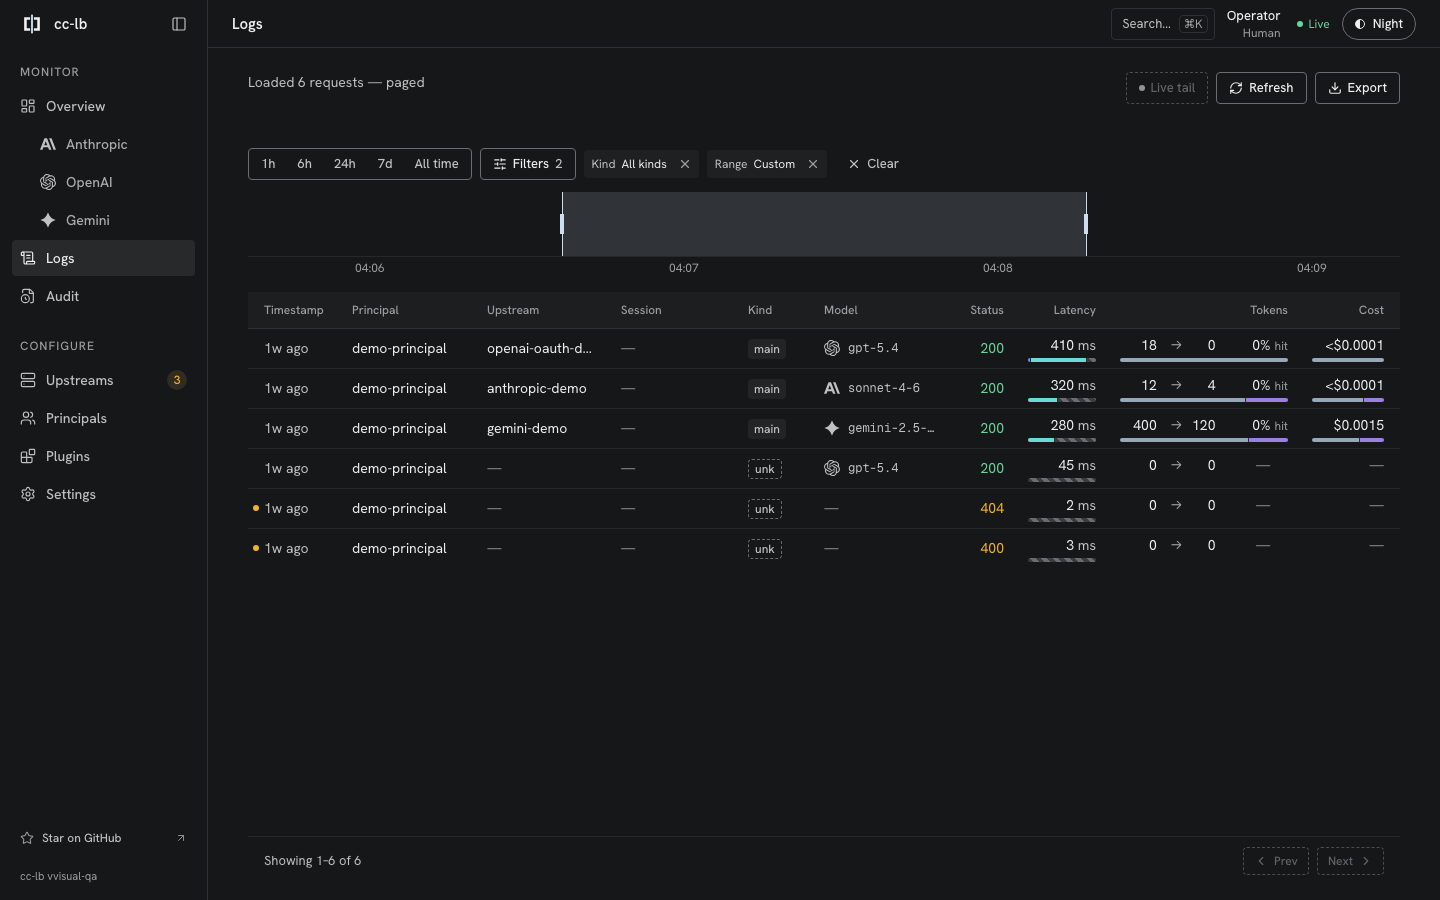 cc-lb
Logs
Search... ⌘K
Operator
Human
Live
Night
MONITOR
Overview
Anthropic
OpenAI
Gemini
Logs
Audit
CONFIGURE
Upstreams 3
Principals
Plugins
Settings
Star on GitHub
cc-lb vvisual-qa
Loaded 6 requests — paged
Live tail
Refresh
Export
1h 6h 24h 7d All time
Filters 2
Kind All kinds
Range Custom
Clear
04:06 04:07 04:08 04:09
Timestamp Principal Upstream Session Kind Model Status Latency Tokens Cost
1w ago demo-principal openai-oauth-d... — main gpt-5.4 200 410 ms 18 → 0 0% hit <$0.0001
1w ago demo-principal anthropic-demo — main sonnet-4-6 200 320 ms 12 → 4 0% hit <$0.0001
1w ago demo-principal gemini-demo — main gemini-2.5-… 200 280 ms 400 → 120 0% hit $0.0015
1w ago demo-principal — — unk gpt-5.4 200 45 ms 0 → 0 — —
1w ago demo-principal — — unk — 404 2 ms 0 → 0 — —
1w ago demo-principal — — unk — 400 3 ms 0 → 0 — —
Showing 1–6 of 6
Prev
Next